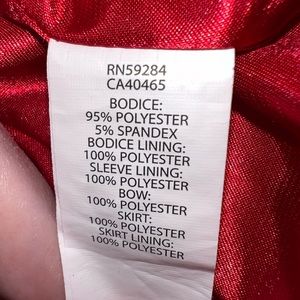 RN59284
CA40465
BODICE:
95% POLYESTER
5% SPANDEX
BODICE LINING:
100% POLYESTER
SLEEVE LINING:
100% POLYESTER
BOW:
100% POLYESTER
SKIRT:
100% POLYESTER
SKIRT LINING:
100% POLYESTER